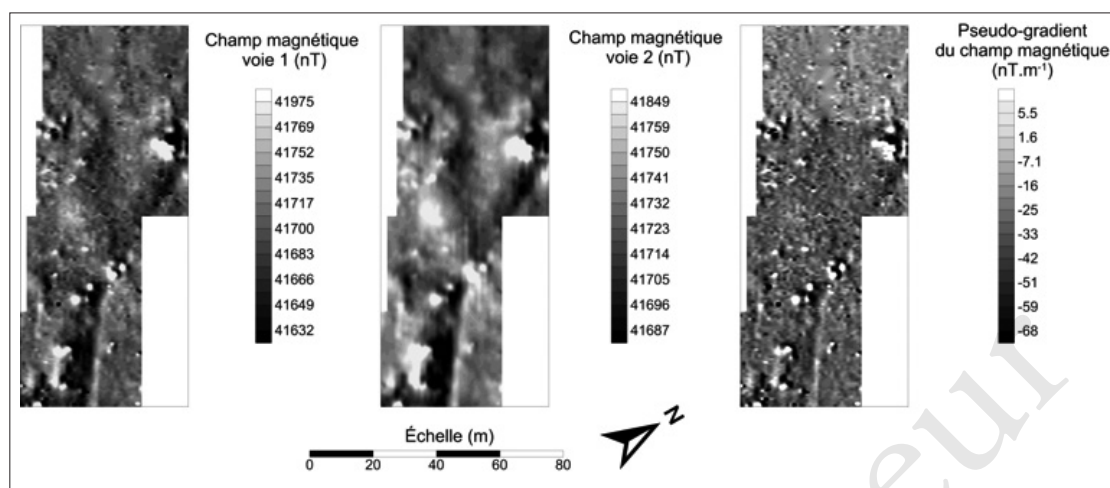 Champ magnétique
voie 1 (nT)
41975
41769
41752
41735
41717
41700
41683
41666
41649
41632
Champ magnétique
voie 2 (nT)
41849
41759
41750
41741
41732
41723
41714
41705
41696
41687
Pseudo-gradient
du champ magnétique
(nT.m⁻¹)
5.5
1.6
-7.1
-16
-25
-33
-42
-51
-59
-68
Échelle (m)
0 20 40 60 80
N
eur